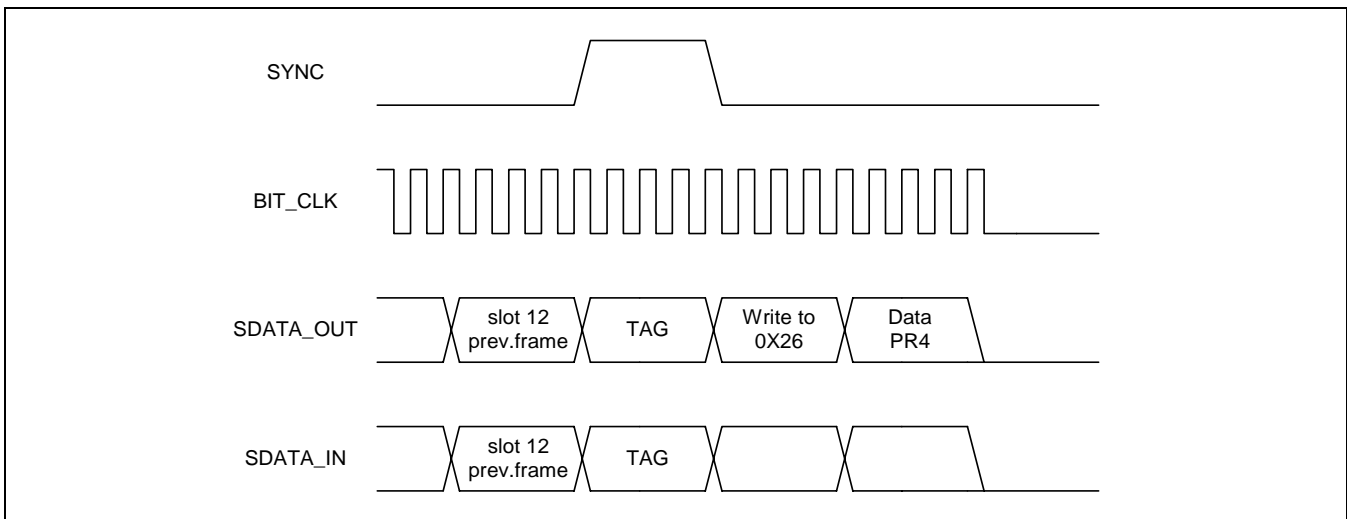 SYNC
BIT_CLK
SDATA_OUT
slot 12
prev.frame
TAG
Write to
0X26
Data
PR4
SDATA_IN
slot 12
prev.frame
TAG